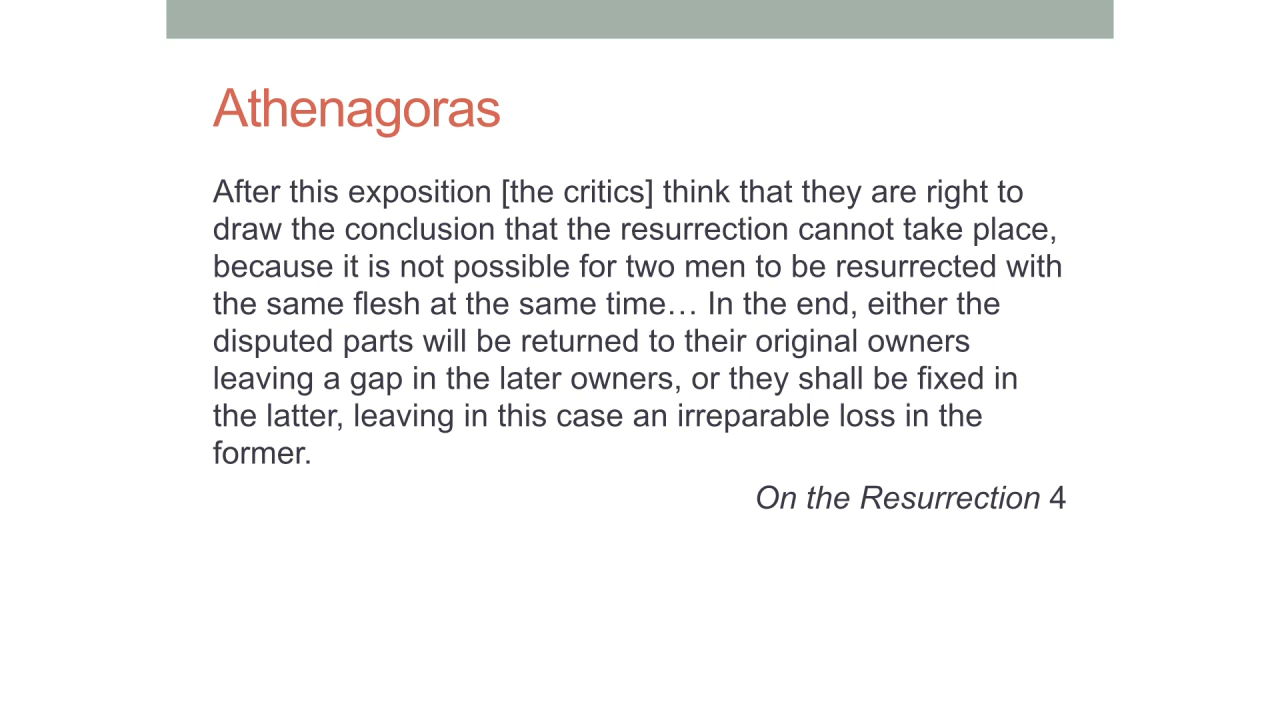 Athenagoras
After this exposition [the critics] think that they are right to
draw the conclusion that the resurrection cannot take place,
because it is not possible for two men to be resurrected with
the same flesh at the same time… In the end, either the
disputed parts will be returned to their original owners
leaving a gap in the later owners, or they shall be fixed in
the latter, leaving in this case an irreparable loss in the
former.
On the Resurrection 4